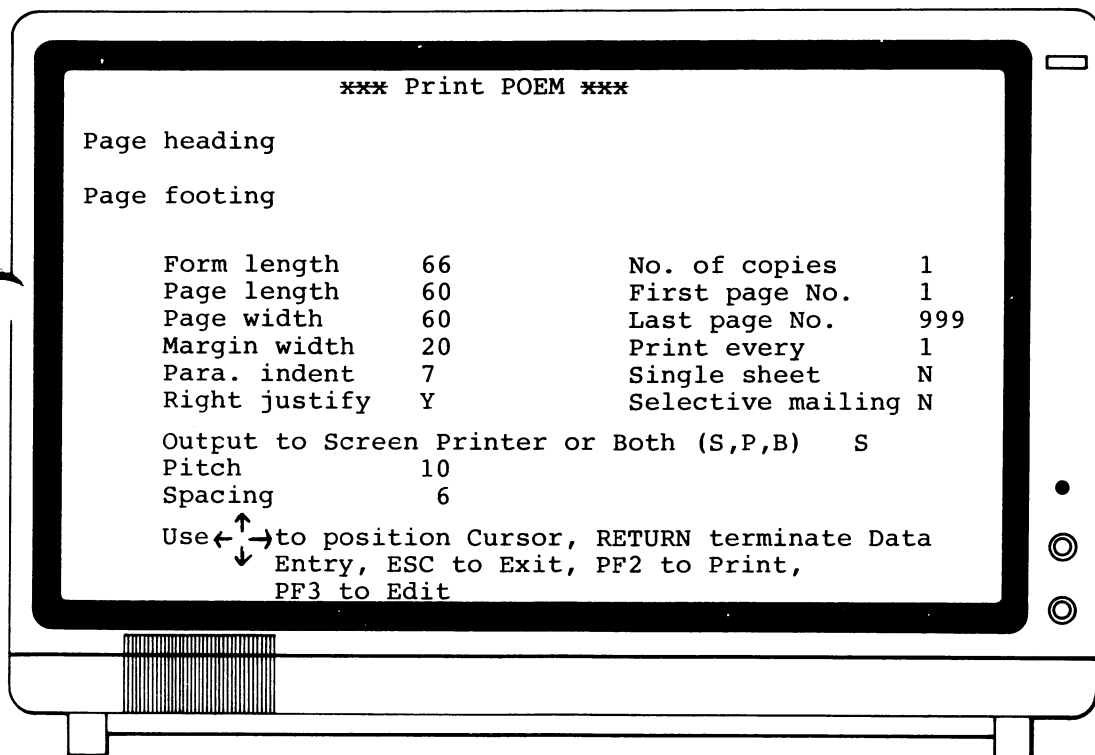 xxx Print POEM xxx
Page heading
Page footing
Form length 66 No. of copies 1
Page length 60 First page No. 1
Page width 60 Last page No. 999
Margin width 20 Print every 1
Para. indent 7 Single sheet N
Right justify Y Selective mailing N
Output to Screen Printer or Both (S,P,B) S
Pitch 10
Spacing 6
Use ←↑↓→ to position Cursor, RETURN terminate Data
Entry, ESC to Exit, PF2 to Print,
PF3 to Edit